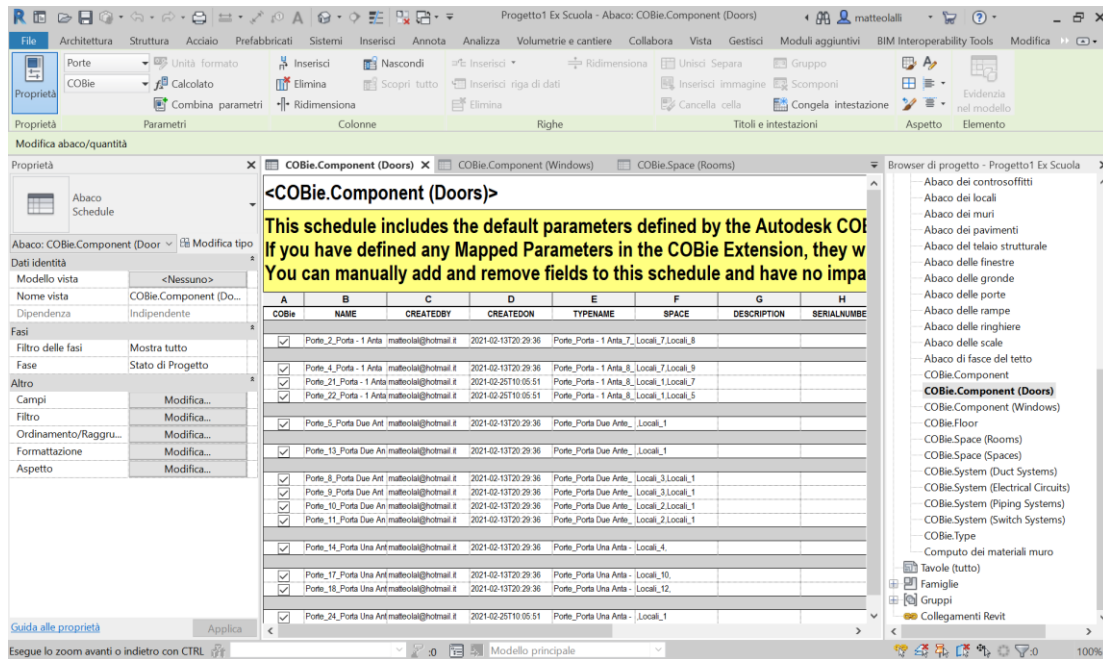 Progetto1 Ex Scuola - Abaco: COBie.Component (Doors)
matteolalli
File Architettura Struttura Acciaio Prefabbricati Sistemi Inserisci Annota Analizza Volumetrie e cantiere Collabora Vista Gestisci Moduli aggiuntivi BIM Interoperability Tools Modifica
Porte Unità formato Inserisci Nascondi Inserisci Ridimensiona Unisci Separa Gruppo
COBie Calcolato Elimina Scopri tutto Inserisci riga di dati Inserisci immagine Scomponi
Proprietà Combina parametri Ridimensiona Elimina Cancella cella Congela intestazione
Evidenzia
nel modello
Proprietà Parametri Colonne Righe Titoli e intestazioni Aspetto Elemento
Modifica abaco/quantità
Proprietà
Abaco
Schedule
Abaco: COBie.Component (Door Modifica tipo
Dati identità
Modello vista <Nessuno>
Nome vista COBie.Component (Do...
Dipendenza Indipendente
Fasi
Filtro delle fasi Mostra tutto
Fase Stato di Progetto
Altro
Campi Modifica...
Filtro Modifica...
Ordinamento/Raggru... Modifica...
Formattazione Modifica...
Aspetto Modifica...
Guida alle proprietà Applica
COBie.Component (Doors) COBie.Component (Windows) COBie.Space (Rooms)
<COBie.Component (Doors)>
This schedule includes the default parameters defined by the Autodesk COB
If you have defined any Mapped Parameters in the COBie Extension, they w
You can manually add and remove fields to this schedule and have no impa
A B C D E F G H
COBie NAME CREATEDBY CREATEDON TYPENAME SPACE DESCRIPTION SERIALNUMBE
Porte_2_Porta - 1 Anta matteolal@hotmail.it 2021-02-13T20:29:36 Porte_Porta - 1 Anta_7_ Locali_7,Locali_8
Porte_4_Porta - 1 Anta matteolal@hotmail.it 2021-02-13T20:29:36 Porte_Porta - 1 Anta_8_ Locali_7,Locali_9
Porte_21_Porta - 1 Anta matteolal@hotmail.it 2021-02-25T10:05:51 Porte_Porta - 1 Anta_8_ Locali_1,Locali_7
Porte_22_Porta - 1 Anta matteolal@hotmail.it 2021-02-25T10:05:51 Porte_Porta - 1 Anta_8_ Locali_1,Locali_5
Porte_5_Porta Due Ant matteolal@hotmail.it 2021-02-13T20:29:36 Porte_Porta Due Ante_ ,Locali_1
Porte_13_Porta Due An matteolal@hotmail.it 2021-02-13T20:29:36 Porte_Porta Due Ante_ ,Locali_1
Porte_8_Porta Due Ant matteolal@hotmail.it 2021-02-13T20:29:36 Porte_Porta Due Ante_ Locali_3,Locali_1
Porte_9_Porta Due Ant matteolal@hotmail.it 2021-02-13T20:29:36 Porte_Porta Due Ante_ Locali_3,Locali_1
Porte_10_Porta Due An matteolal@hotmail.it 2021-02-13T20:29:36 Porte_Porta Due Ante_ Locali_2,Locali_1
Porte_11_Porta Due An matteolal@hotmail.it 2021-02-13T20:29:36 Porte_Porta Due Ante_ Locali_2,Locali_1
Porte_14_Porta Una Ant matteolal@hotmail.it 2021-02-13T20:29:36 Porte_Porta Una Anta - Locali_4,
Porte_17_Porta Una Ant matteolal@hotmail.it 2021-02-13T20:29:36 Porte_Porta Una Anta - Locali_10,
Porte_18_Porta Una Ant matteolal@hotmail.it 2021-02-13T20:29:36 Porte_Porta Una Anta - Locali_12,
Porte_24_Porta Una Ant matteolal@hotmail.it 2021-02-25T10:05:51 Porte_Porta Una Anta - ,Locali_1
Browser di progetto - Progetto1 Ex Scuola
Abaco dei controsoffitti
Abaco dei locali
Abaco dei muri
Abaco dei pavimenti
Abaco del telaio strutturale
Abaco delle finestre
Abaco delle gronde
Abaco delle porte
Abaco delle rampe
Abaco delle ringhiere
Abaco delle scale
Abaco di fasce del tetto
COBie.Component
COBie.Component (Doors)
COBie.Component (Windows)
COBie.Floor
COBie.Space (Rooms)
COBie.Space (Spaces)
COBie.System (Duct Systems)
COBie.System (Electrical Circuits)
COBie.System (Piping Systems)
COBie.System (Switch Systems)
COBie.Type
Computo dei materiali muro
Tavole (tutto)
Famiglie
Gruppi
Collegamenti Revit
Esegue lo zoom avanti o indietro con CTRL :0 Modello principale :0 100%